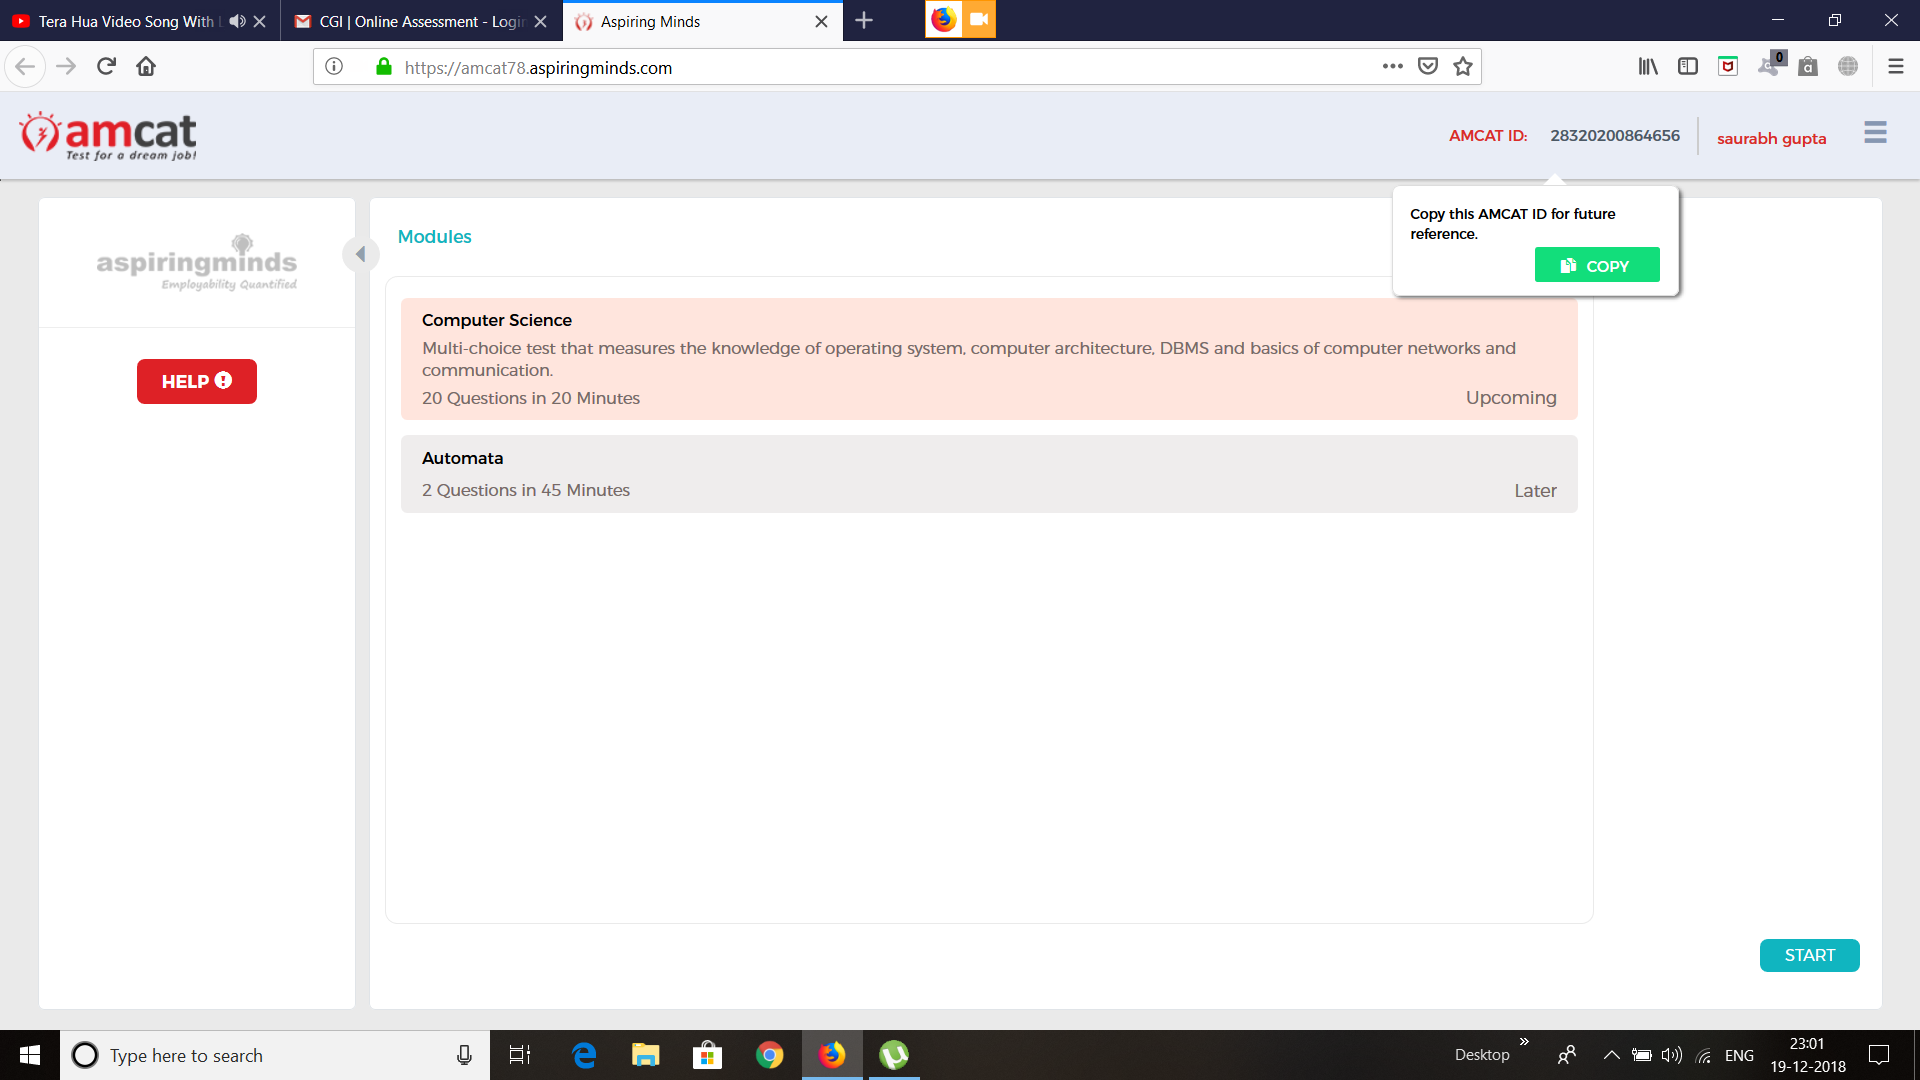 Tera Hua Video Song With
CGI | Online Assessment - Login
Aspiring Minds
https://amcat78.aspiringminds.com
0
amcat
Test for a dream job!
AMCAT ID: 28320200864656
saurabh gupta
Copy this AMCAT ID for future
reference.
COPY
aspiringminds
Employability Quantified
HELP
Modules
Computer Science
Multi-choice test that measures the knowledge of operating system, computer architecture, DBMS and basics of computer networks and
communication.
20 Questions in 20 Minutes
Upcoming
Automata
2 Questions in 45 Minutes
Later
START
Type here to search
Desktop
ENG
23:01
19-12-2018